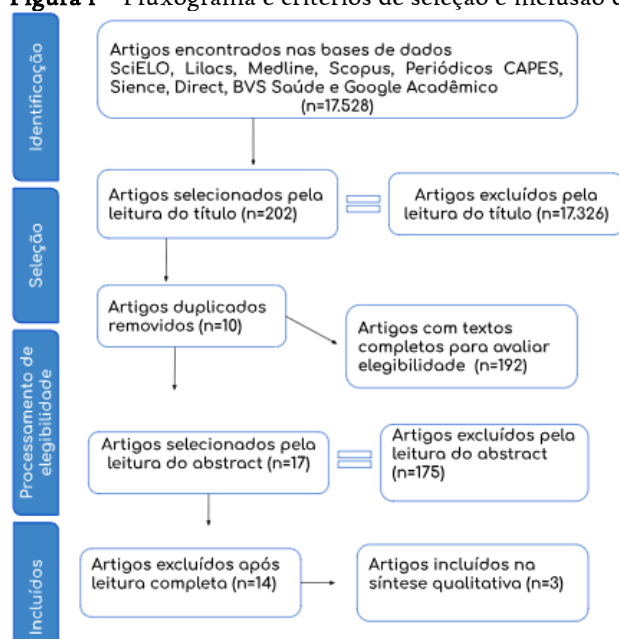 Figura 1 – Fluxograma e critérios de seleção e inclusão d
Identificação
Artigos encontrados nas bases de dados
SciELO, Lilacs, Medline, Scopus, Periódicos CAPES,
Sience, Direct, BVS Saúde e Google Acadêmico
(n=17.528)
Seleção
Artigos selecionados pela
leitura do título (n=202)
Artigos excluídos pela
leitura do título (n=17.326)
Artigos duplicados
removidos (n=10)
Artigos com textos
completos para avaliar
elegibilidade (n=192)
Processamento de
elegibilidade
Artigos selecionados pela
leitura do abstract (n=17)
Artigos excluídos pela
leitura do abstract
(n=175)
Incluídos
Artigos excluídos após
leitura completa (n=14)
Artigos incluídos na
síntese qualitativa (n=3)